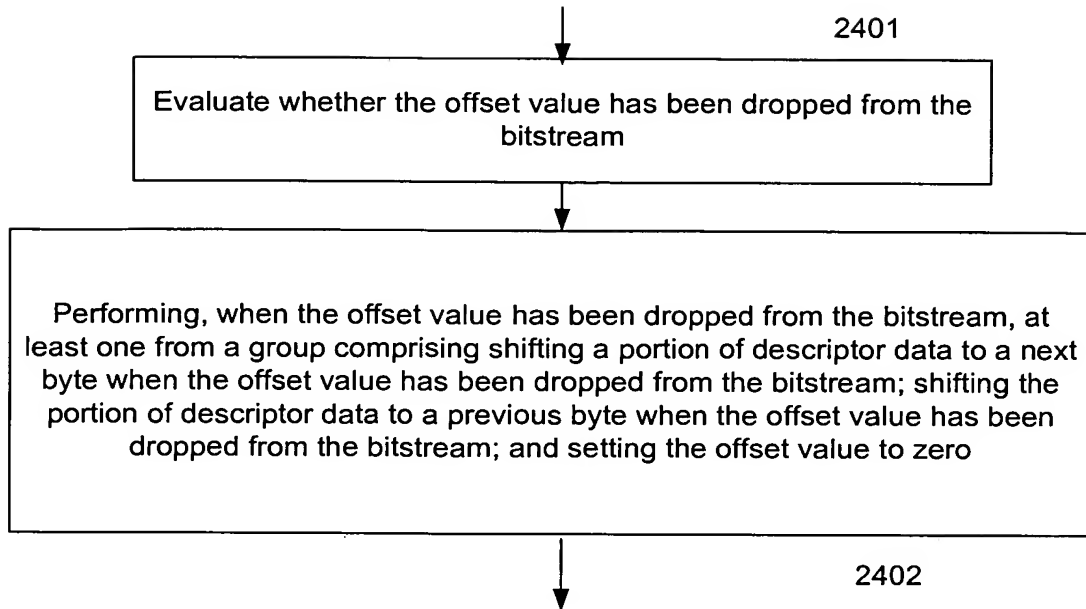 2401
Evaluate whether the offset value has been dropped from the
bitstream
Performing, when the offset value has been dropped from the bitstream, at
least one from a group comprising shifting a portion of descriptor data to a next
byte when the offset value has been dropped from the bitstream; shifting the
portion of descriptor data to a previous byte when the offset value has been
dropped from the bitstream; and setting the offset value to zero
2402